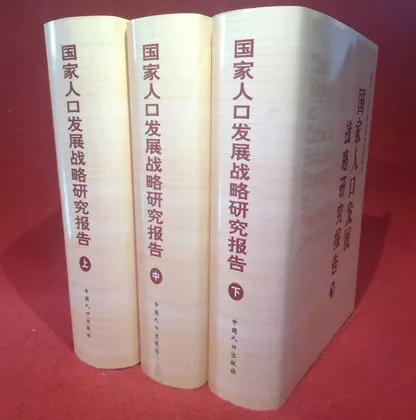 国家人口发展战略研究报告
上
中国人口出版社
国家人口发展战略研究报告
中
中国人口出版社
国家人口发展战略研究报告
下
中国人口出版社
国家人口发展
战略研究报告
下